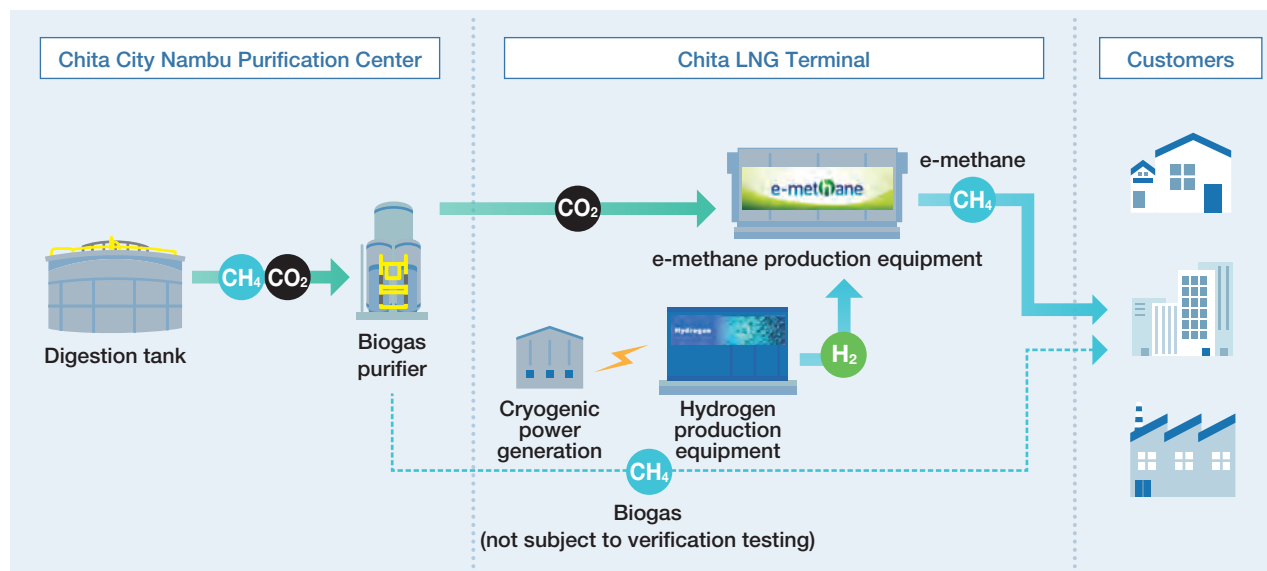 Chita City Nambu Purification Center
Chita LNG Terminal
Customers
CH₄
CO₂
Digestion tank
Biogas
purifier
CO₂
e-methane
e-methane production equipment
e-methane
CH₄
Cryogenic
power
generation
Hydrogen
Hydrogen
production
equipment
H₂
CH₄
Biogas
(not subject to verification testing)